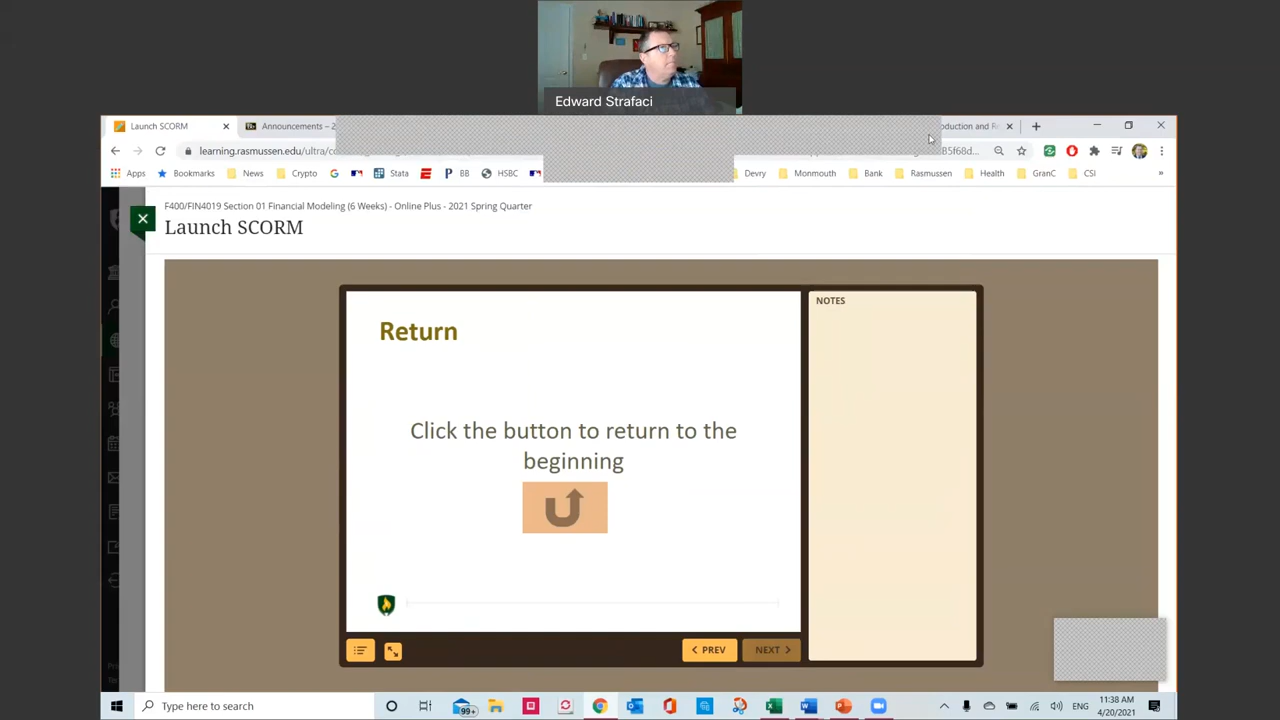 Edward Strafaci
Launch SCORM
Announcements – 2
oduction and R
learning.rasmussen.edu/ultra/co
35f68d...
Apps
Bookmarks
News
Crypto
Stata
BB
HSBC
Devry
Monmouth
Bank
Rasmussen
Health
GranC
CSI
»
F400/FIN4019 Section 01 Financial Modeling (6 Weeks) - Online Plus - 2021 Spring Quarter
Launch SCORM
Return
Click the button to return to the
beginning
NOTES
PREV
NEXT
Type here to search
99+
ENG
11:38 AM
4/20/2021